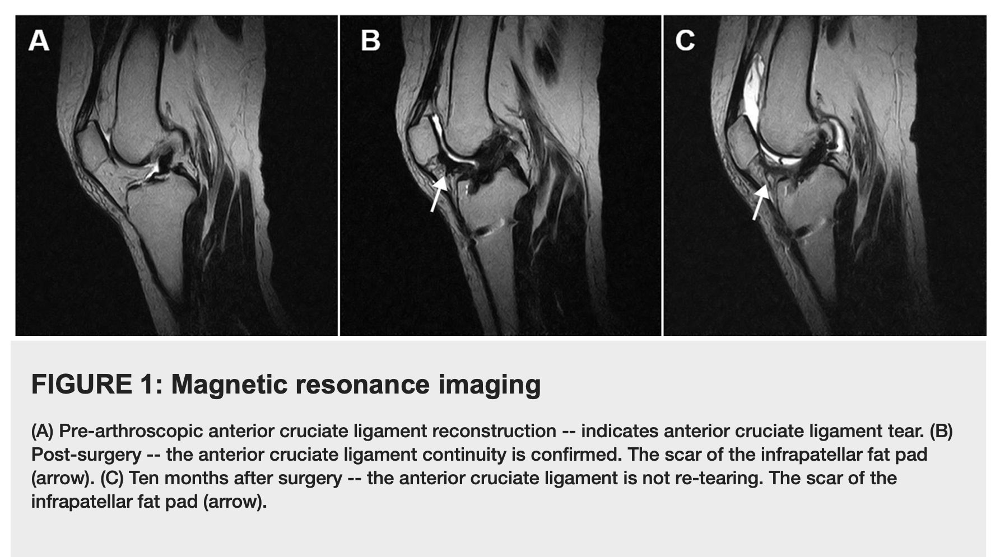 A B C
FIGURE 1: Magnetic resonance imaging
(A) Pre-arthroscopic anterior cruciate ligament reconstruction -- indicates anterior cruciate ligament tear. (B)
Post-surgery -- the anterior cruciate ligament continuity is confirmed. The scar of the infrapatellar fat pad
(arrow). (C) Ten months after surgery -- the anterior cruciate ligament is not re-tearing. The scar of the
infrapatellar fat pad (arrow).